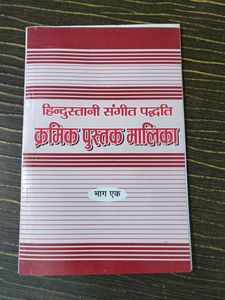 हिन्दुस्तानी संगीत पद्धति
क्रमिक पुस्तक मालिका
भाग एक